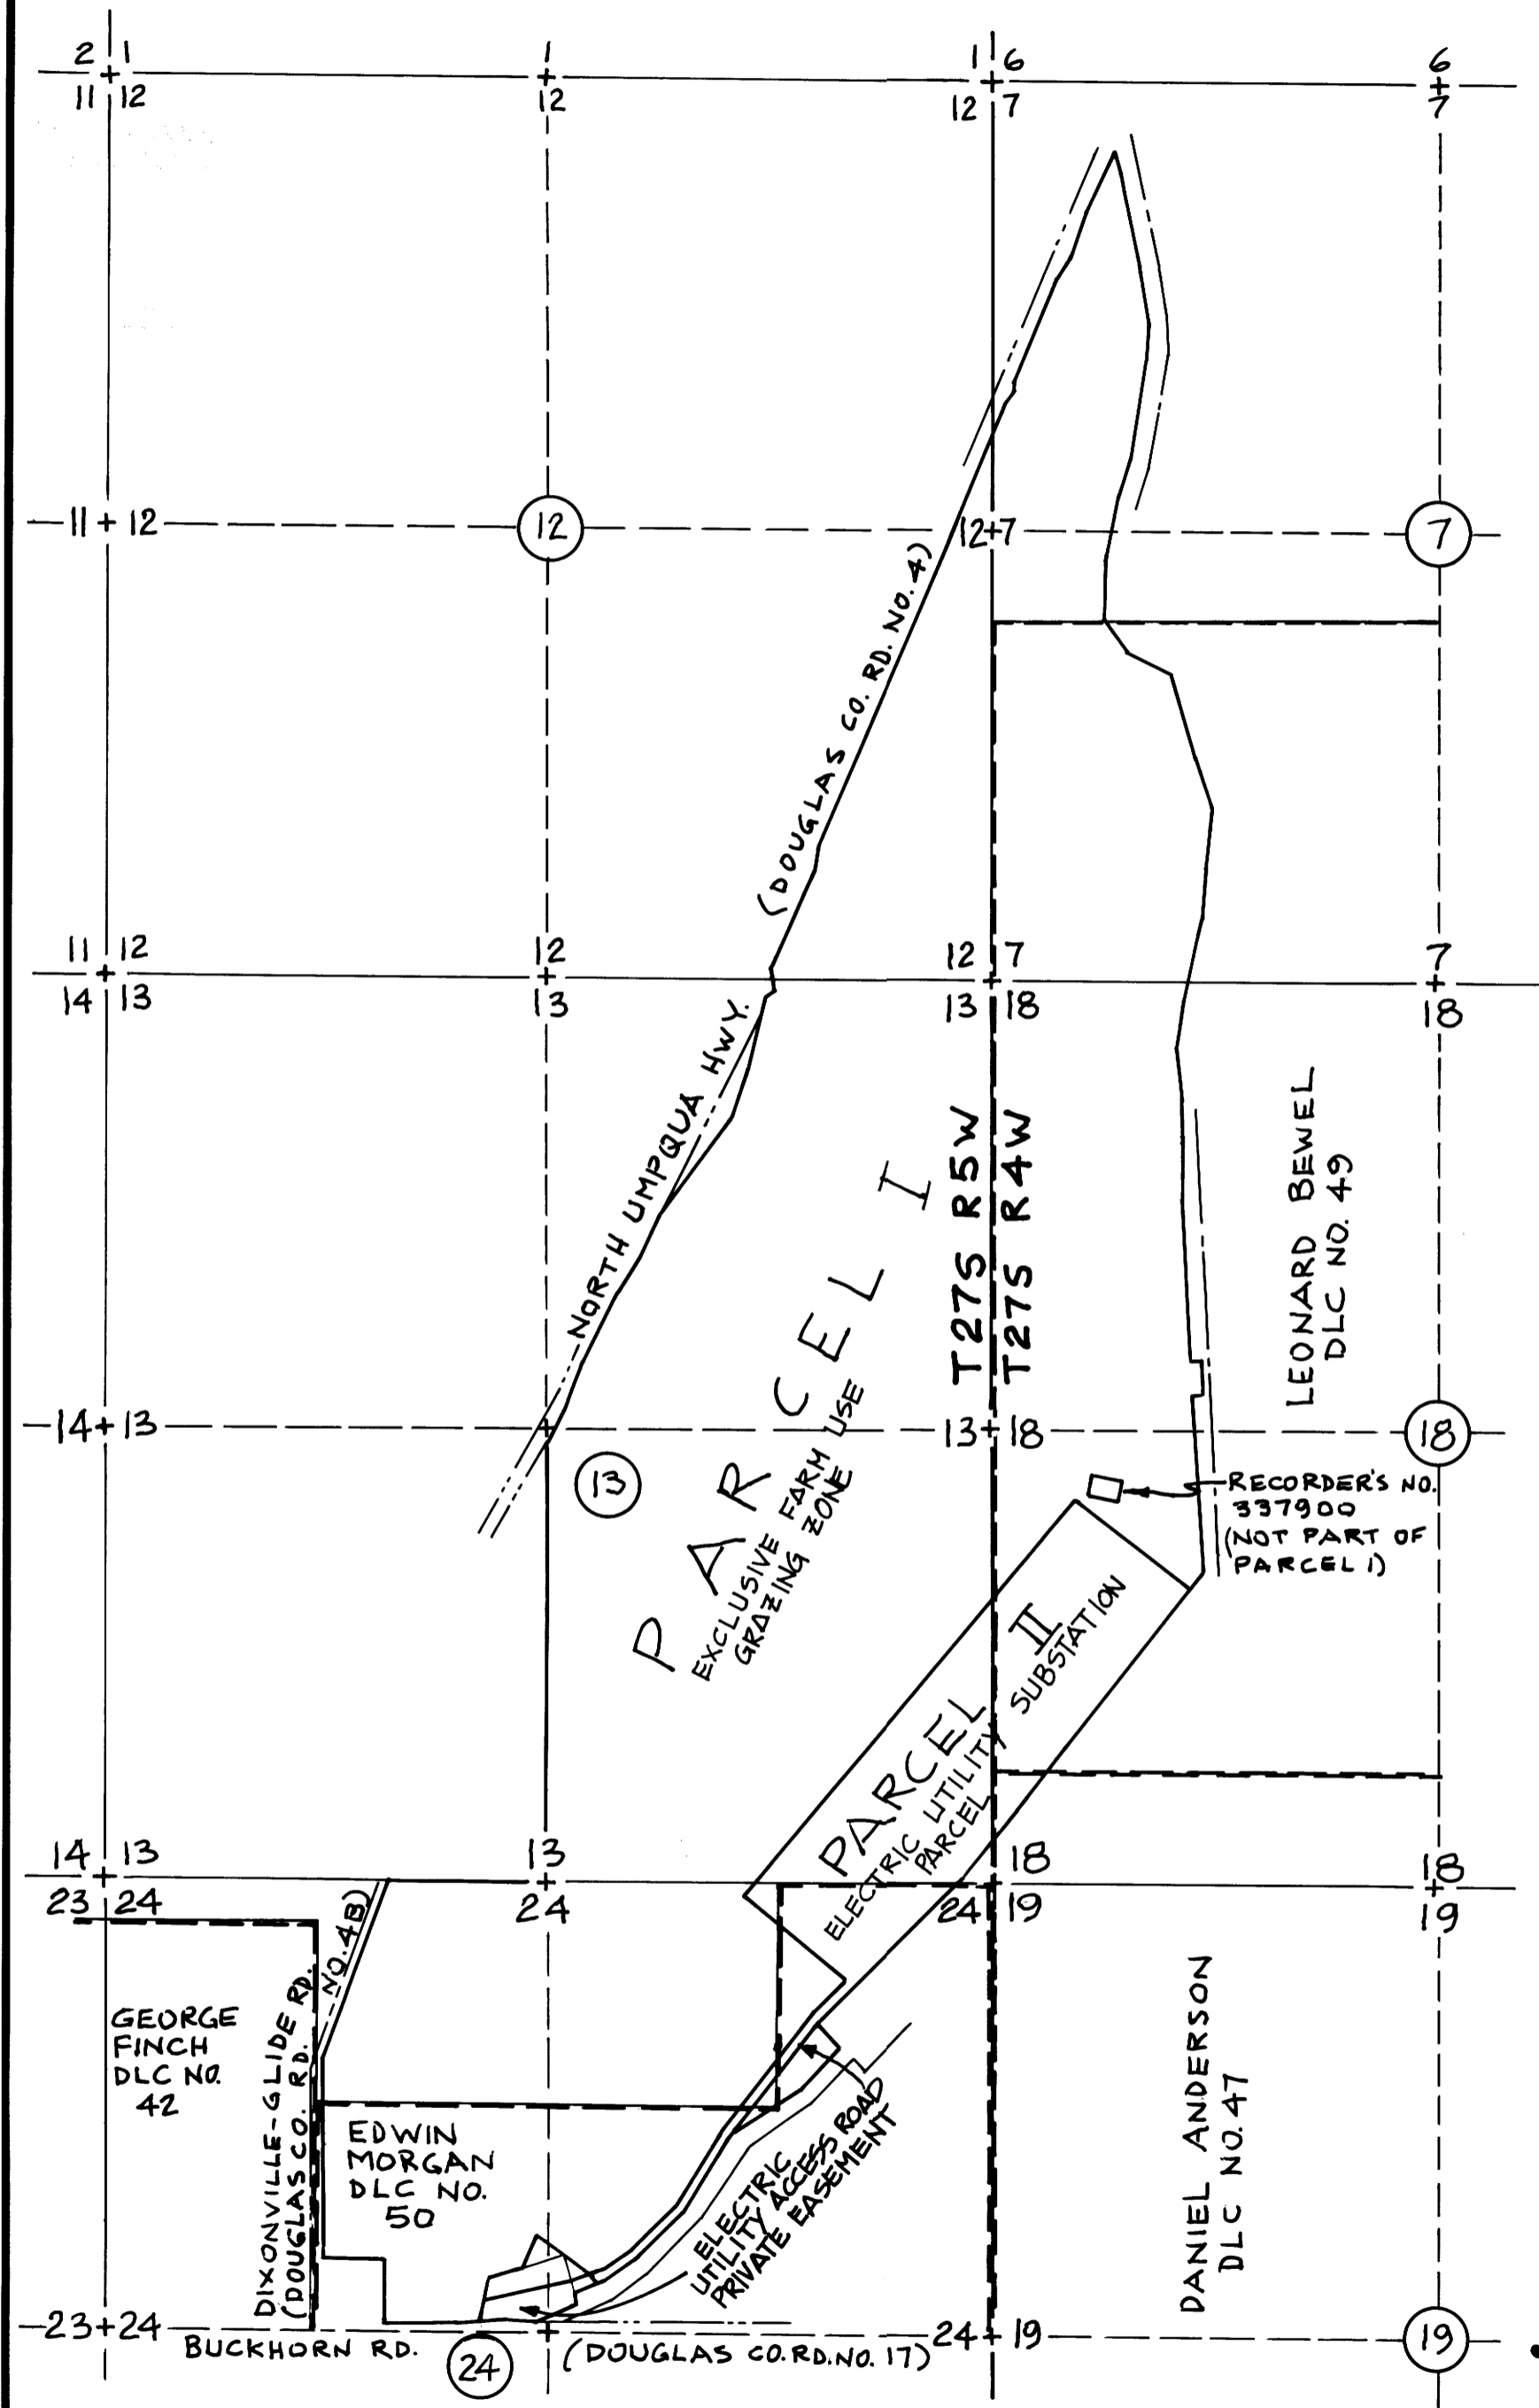 2 1
1
1 6
6
11 12
12
12 7
7
11 12
12
12 7
7
(DOUGLAS CO. RD. NO. 4)
11 12
12
12 7
7
14 13
13
13 18
18
NORTH UMPQUA HWY.
T27S R5W
T27S R4W
LEONARD BEWEL
DLC NO. 49
14 13
13
13 18
18
PARCEL I
EXCLUSIVE FARM USE
GRAZING ZONE
RECORDER'S NO.
337900
(NOT PART OF
PARCEL 1)
PARCEL II
ELECTRIC UTILITY SUBSTATION
PARCEL
14 13
13
18
18
23 24
24
24 19
19
GEORGE
FINCH
DLC NO.
42
DIXONVILLE-GLIDE RD.
(DOUGLAS CO. RD. NO. 4B)
EDWIN
MORGAN
DLC NO.
50
ELECTRIC
UTILITY ACCESS ROAD
PRIVATE EASEMENT
DANIEL ANDERSON
DLC NO. 47
23 24
24
24 19
19
BUCKHORN RD.
(DOUGLAS CO. RD. NO. 17)